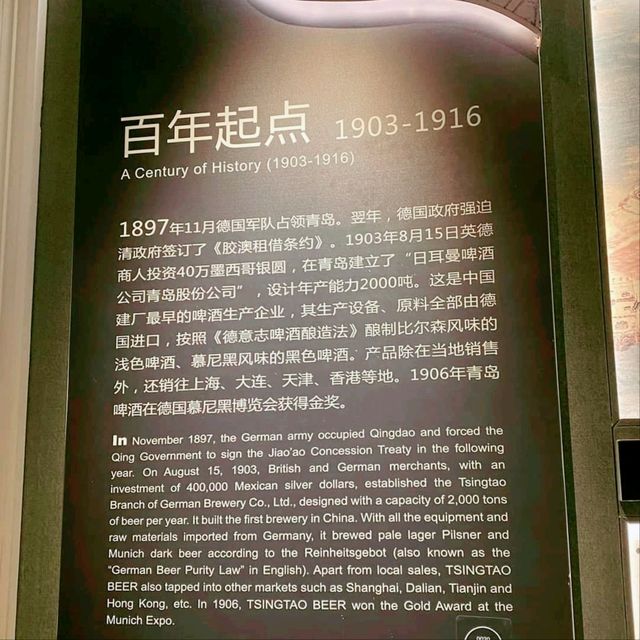 百年起点 1903-1916
A Century of History (1903-1916)
1897年11月德国军队占领青岛。翌年，德国政府强迫
清政府签订了《胶澳租借条约》。1903年8月15日英德
商人投资40万墨西哥银圆，在青岛建立了“日耳曼啤酒
公司青岛股份公司”，设计年产能力2000吨。这是中国
建厂最早的啤酒生产企业，其生产设备、原料全部由德
国进口，按照《德意志啤酒酿造法》酿制比尔森风味的
浅色啤酒、慕尼黑风味的黑色啤酒。产品除在当地销售
外，还销往上海、大连、天津、香港等地。1906年青岛
啤酒在德国慕尼黑博览会获得金奖。
In November 1897, the German army occupied Qingdao and forced the
Qing Government to sign the Jiao'ao Concession Treaty in the following
year. On August 15, 1903, British and German merchants, with an
investment of 400,000 Mexican silver dollars, established the Tsingtao
Branch of German Brewery Co., Ltd., designed with a capacity of 2,000 tons
of beer per year. It built the first brewery in China. With all the equipment and
raw materials imported from Germany, it brewed pale lager Pilsner and
Munich dark beer according to the Reinheitsgebot (also known as the
"German Beer Purity Law" in English). Apart from local sales, TSINGTAO
BEER also tapped into other markets such as Shanghai, Dalian, Tianjin and
Hong Kong, etc. In 1906, TSINGTAO BEER won the Gold Award at the
Munich Expo.